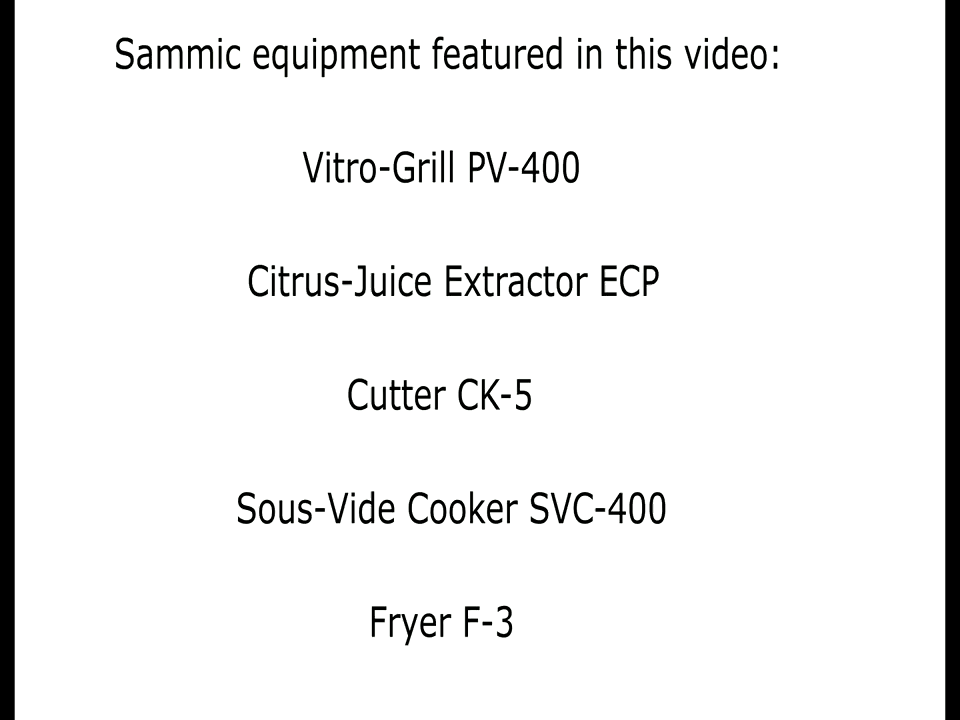 Sammic equipment featured in this video:
Vitro-Grill PV-400
Citrus-Juice Extractor ECP
Cutter CK-5
Sous-Vide Cooker SVC-400
Fryer F-3